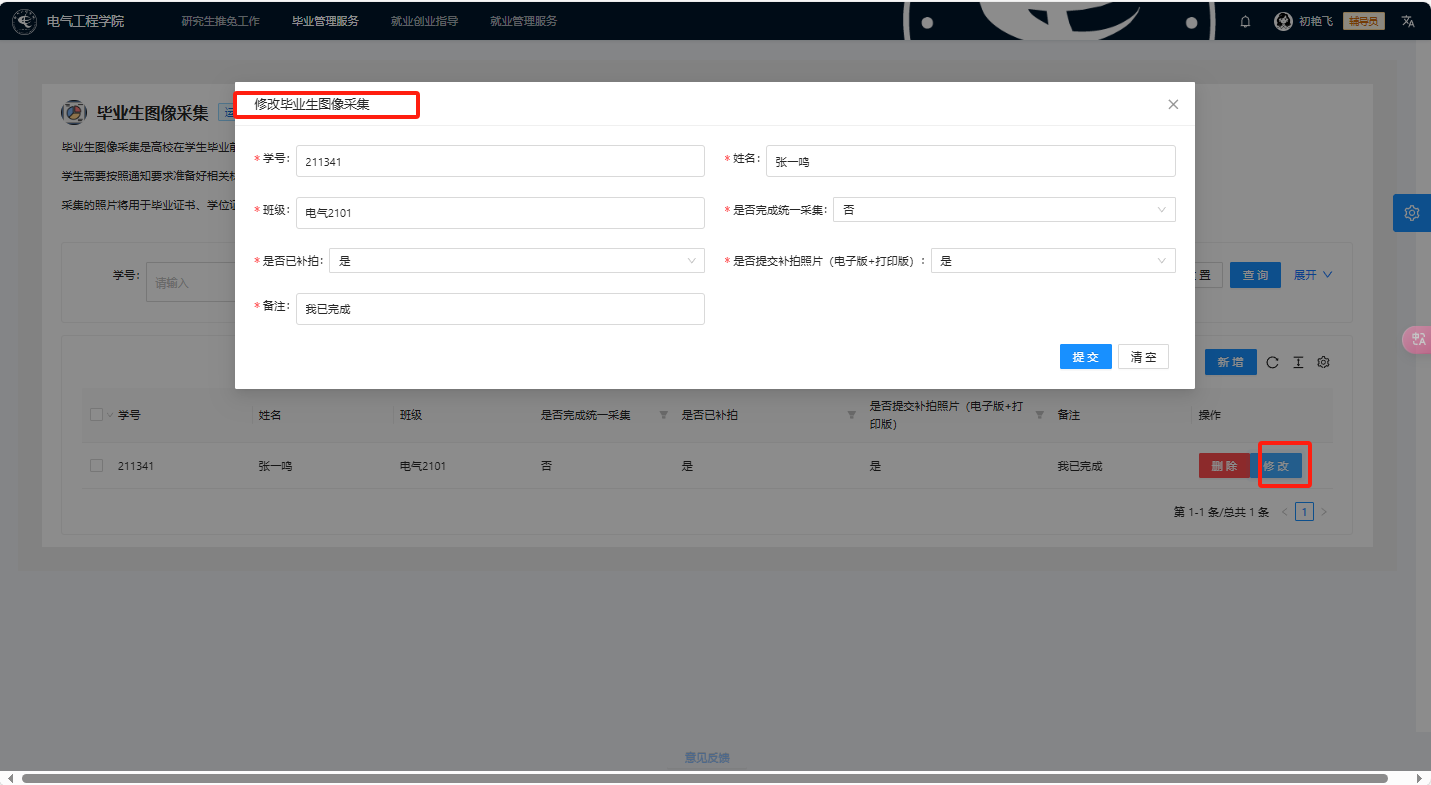 电气工程学院 研究生推免工作 毕业管理服务 就业创业指导 就业管理服务 初艳飞 辅导员
修改毕业生图像采集
毕业生图像采集
毕业生图像采集是高校在学生毕业前
学生需要按照通知要求准备好相关
采集的照片将用于毕业证书、学位
* 学号: 211341 * 姓名: 张一鸣
* 班级: 电气2101 * 是否完成统一采集: 否
* 是否已补拍: 是 * 是否提交补拍照片（电子版+打印版）: 是
* 备注: 我已完成
提 交 清 空
学号: 请输入 置 查 询 展开
新 增
学号 姓名 班级 是否完成统一采集 是否已补拍 是否提交补拍照片（电子版+打
印版） 备注 操作
211341 张一鸣 电气2101 否 是 是 我已完成 删 除 修 改
第 1-1 条/总共 1 条 1
意见反馈